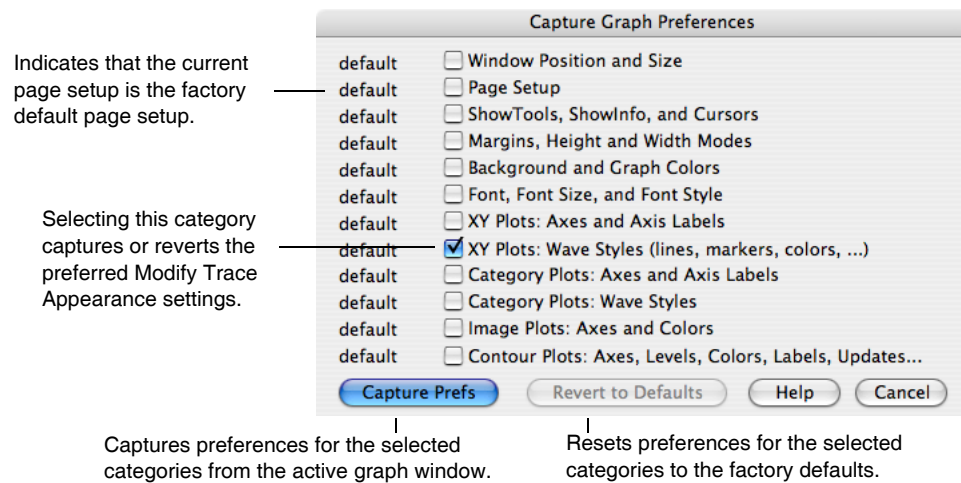 Capture Graph Preferences
Indicates that the current
page setup is the factory
default page setup.
default Window Position and Size
default Page Setup
default ShowTools, ShowInfo, and Cursors
default Margins, Height and Width Modes
default Background and Graph Colors
default Font, Font Size, and Font Style
default XY Plots: Axes and Axis Labels
default XY Plots: Wave Styles (lines, markers, colors, ...)
default Category Plots: Axes and Axis Labels
default Category Plots: Wave Styles
default Image Plots: Axes and Colors
default Contour Plots: Axes, Levels, Colors, Labels, Updates...
Selecting this category
captures or reverts the
preferred Modify Trace
Appearance settings.
Capture Prefs Revert to Defaults Help Cancel
Captures preferences for the selected
categories from the active graph window.
Resets preferences for the selected
categories to the factory defaults.